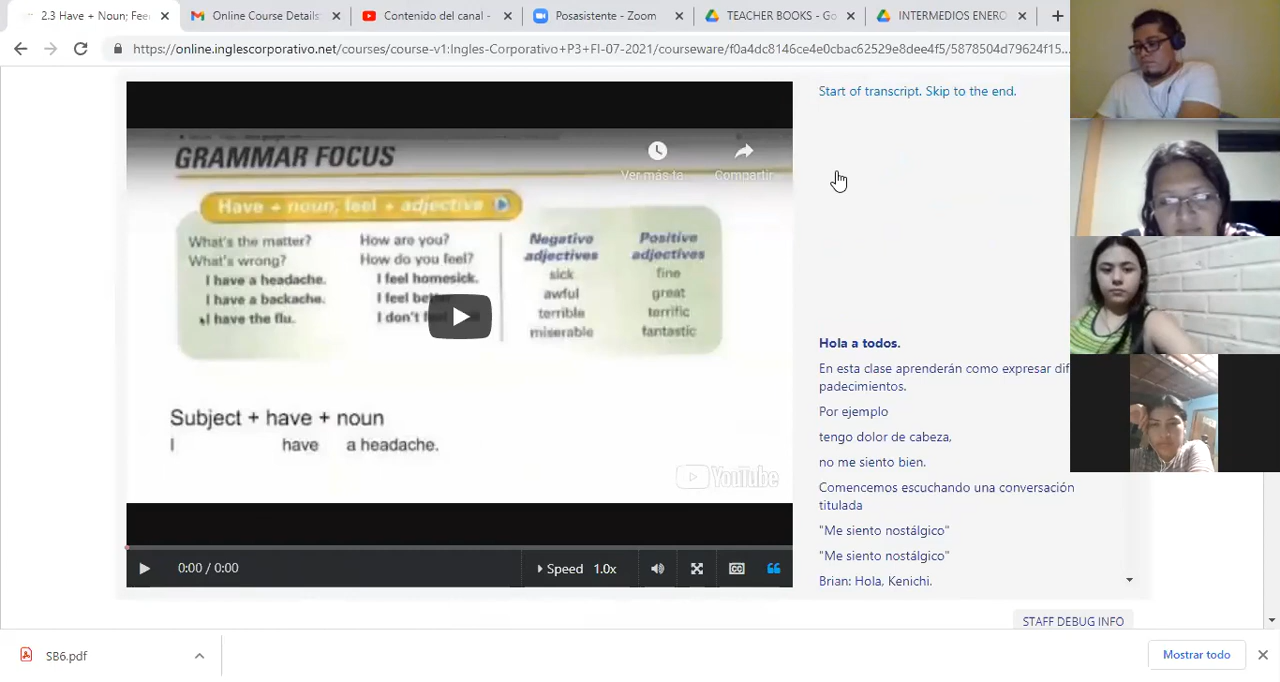 2.3 Have + Noun; Fee
Gmail Online Course Details:
Contenido del canal -
Posasistente - Zoom
TEACHER BOOKS - Go
INTERMEDIOS ENERO
https://online.inglescorporativo.net/courses/course-v1:Ingles-Corporativo+P3+FI-07-2021/courseware/f0a4dc8146ce4e0cbac62529e8dee4f5/5878504d79624f15...
GRAMMAR FOCUS
Ver más ta
Compartir
Have + noun; feel + adjective
What's the matter?
What's wrong?
I have a headache.
I have a backache.
I have the flu.
How are you?
How do you feel?
I feel homesick.
I feel
I don't
Negative
adjectives
sick
awful
terrible
miserable
Positive
adjectives
fine
great
terrific
fantastic
Subject + have + noun
I have a headache.
YouTube
0:00 / 0:00
Speed 1.0x
Start of transcript. Skip to the end.
Hola a todos.
En esta clase aprenderán como expresar dif
padecimientos.
Por ejemplo
tengo dolor de cabeza,
no me siento bien.
Comencemos escuchando una conversación
titulada
"Me siento nostálgico"
"Me siento nostálgico"
Brian: Hola, Kenichi.
STAFF DEBUG INFO
SB6.pdf
Mostrar todo